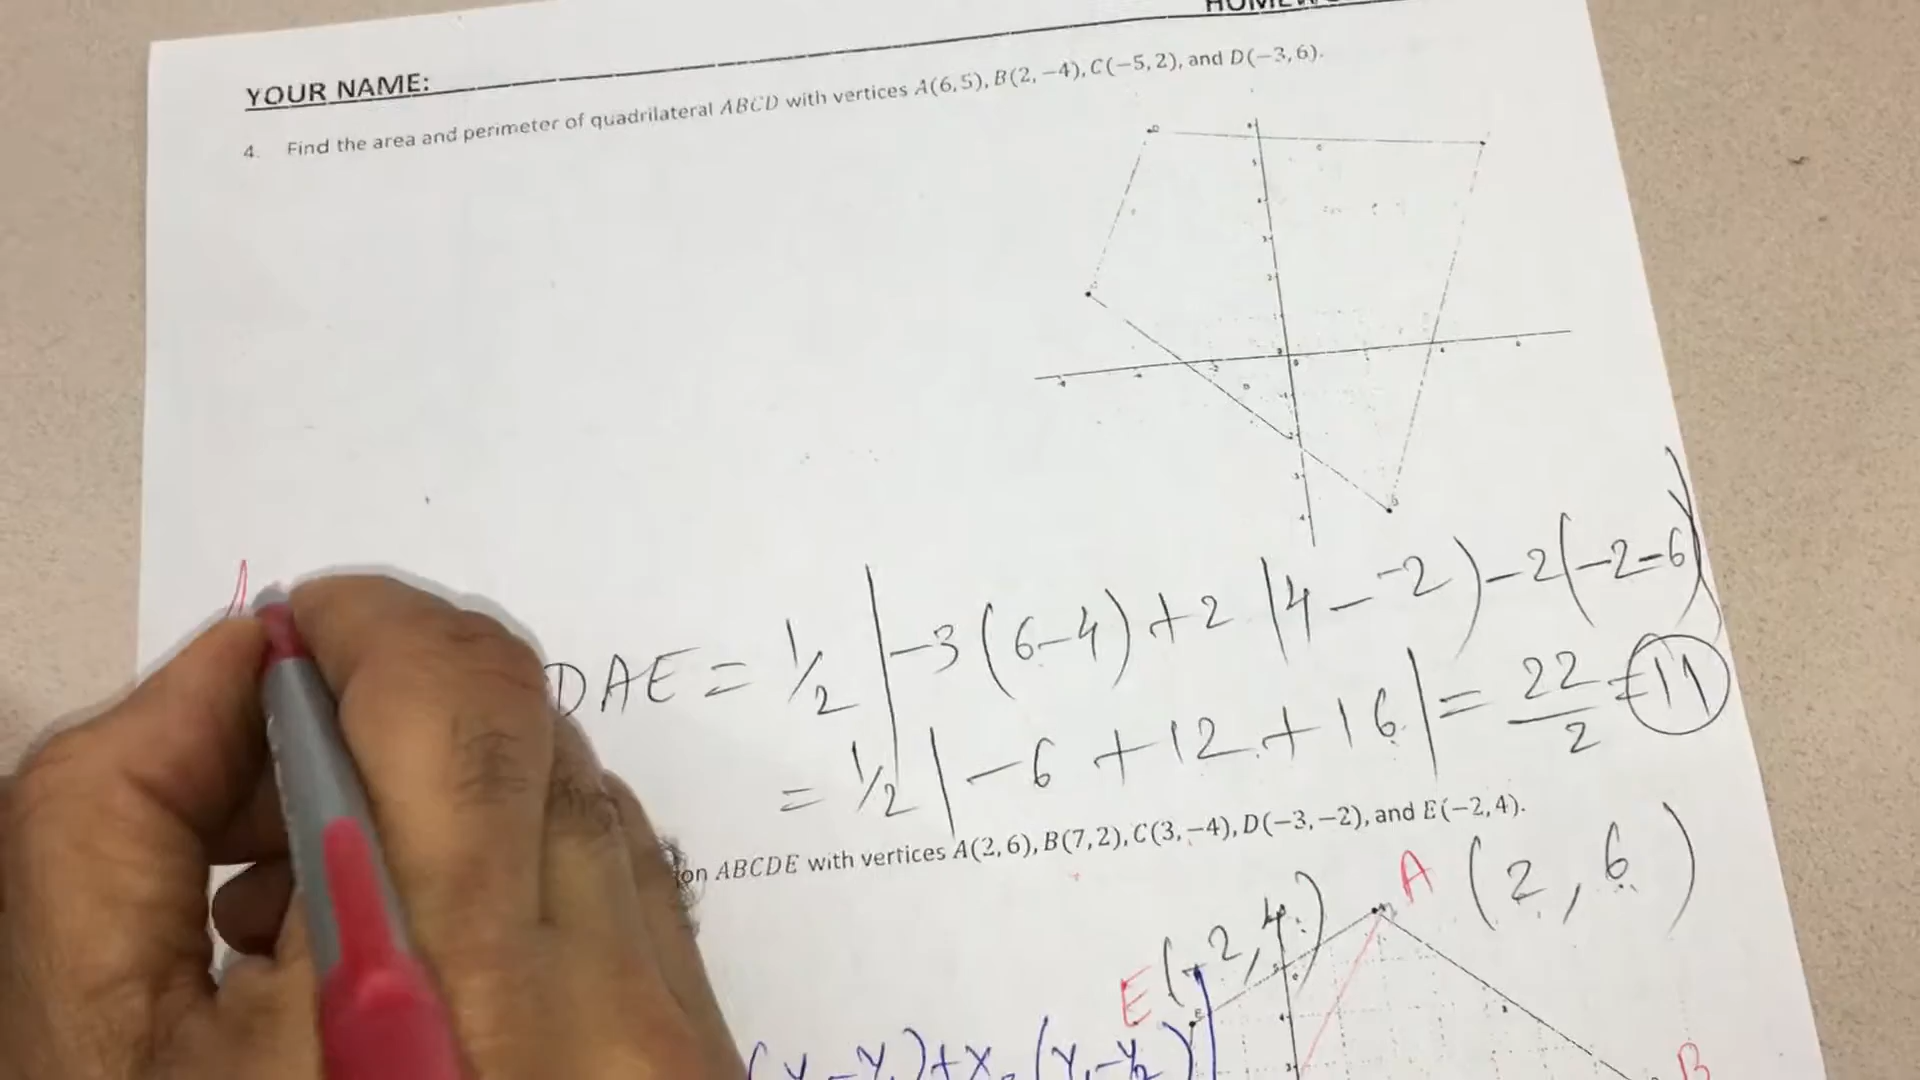 YOUR NAME:
4. Find the area and perimeter of quadrilateral ABCD with vertices A(6,5), B(2,−4), C(−5,2), and D(−3,6).
DAE = 1/2 |−3(6−4)+2(4−−2)−2(−2−6)
= 1/2 |−6+12+16| = 22/2 = 11
on ABCDE with vertices A(2,6), B(7,2), C(3,−4), D(−3,−2), and E(−2,4).
A (2,6)
E (−2,4)
B